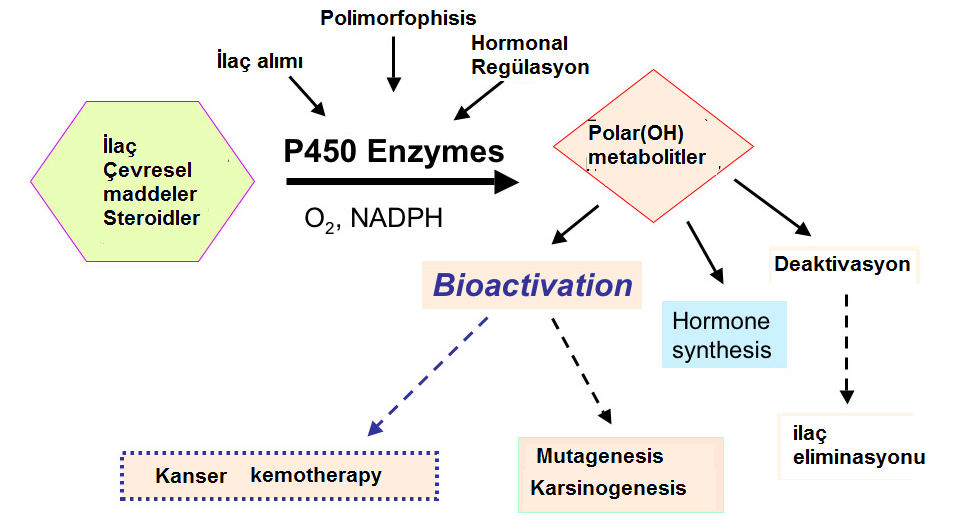 Polimorfophisis
İlaç alımı
Hormonal
Regülasyon
İlaç
Çevresel
maddeler
Steroidler
P450 Enzymes
O2, NADPH
Polar(OH)
metabolitler
Bioactivation
Hormone
synthesis
Deaktivasyon
Kanser kemotherapy
Mutagenesis
Karsinogenesis
ilaç
eliminasyonu